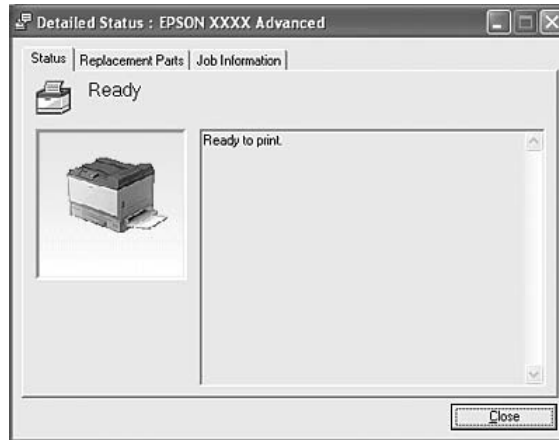 Detailed Status : EPSON XXXX Advanced
Status Replacement Parts Job Information
Ready
Ready to print.
Close